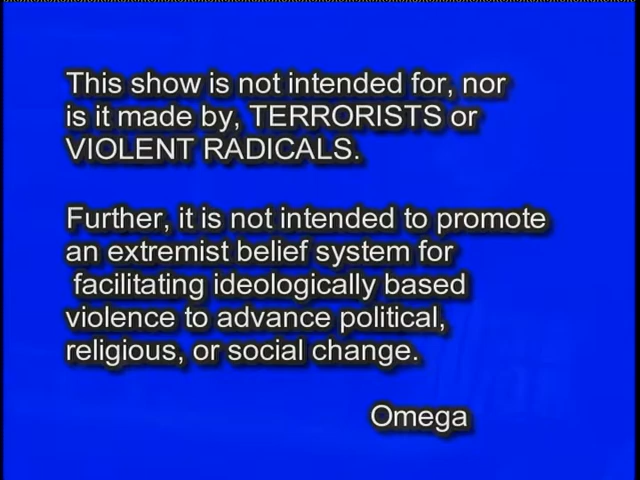 This show is not intended for, nor
is it made by, TERRORISTS or
VIOLENT RADICALS.
Further, it is not intended to promote
an extremist belief system for
facilitating ideologically based
violence to advance political,
religious, or social change.
Omega